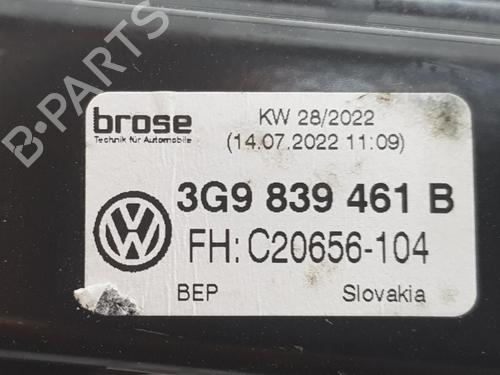 brose
Technik für Automobile
KW 28/2022
(14.07.2022 11:09)
3G9 839 461 B
FH: C20656-104
BEP
Slovakia